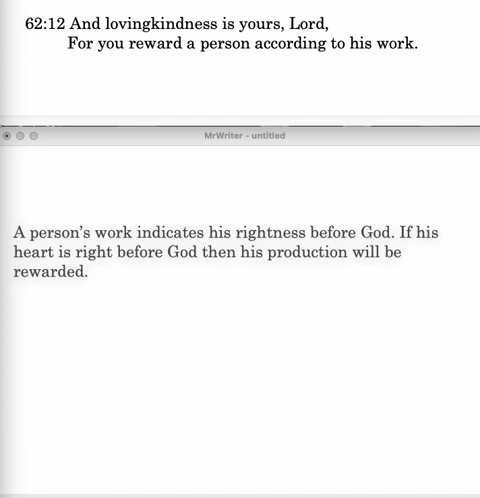 62:12 And lovingkindness is yours, Lord,
For you reward a person according to his work.
MrWriter - untitled
A person’s work indicates his rightness before God. If his
heart is right before God then his production will be
rewarded.